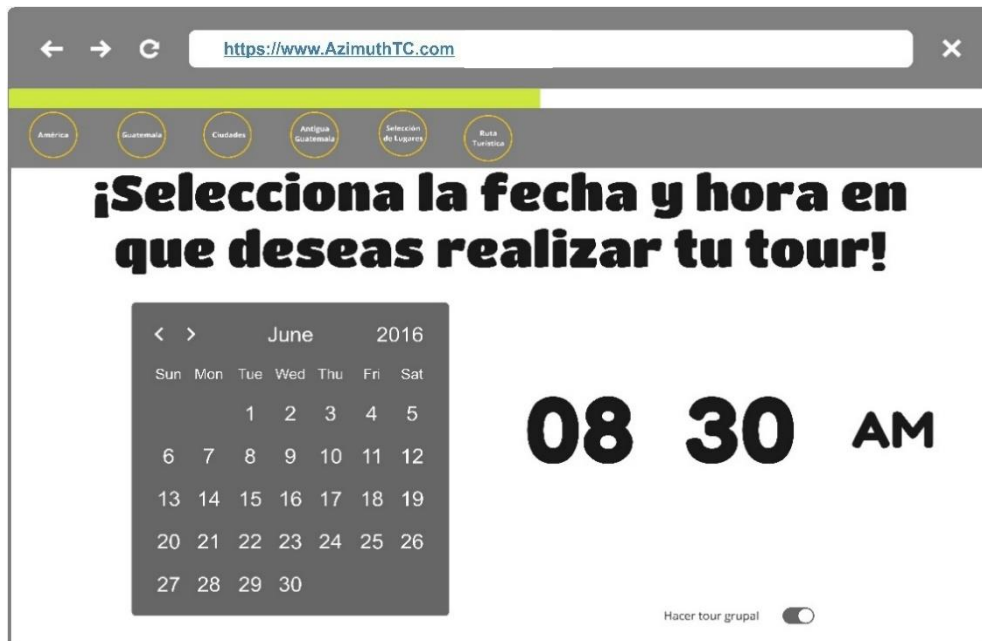 https://www.AzimuthTC.com
América
Guatemala
Ciudades
Antigua
Guatemala
Selección
de Lugares
Ruta
Turística
¡Selecciona la fecha y hora en
que deseas realizar tu tour!
June 2016
Sun Mon Tue Wed Thu Fri Sat
1 2 3 4 5
6 7 8 9 10 11 12
13 14 15 16 17 18 19
20 21 22 23 24 25 26
27 28 29 30
08 30 AM
Hacer tour grupal